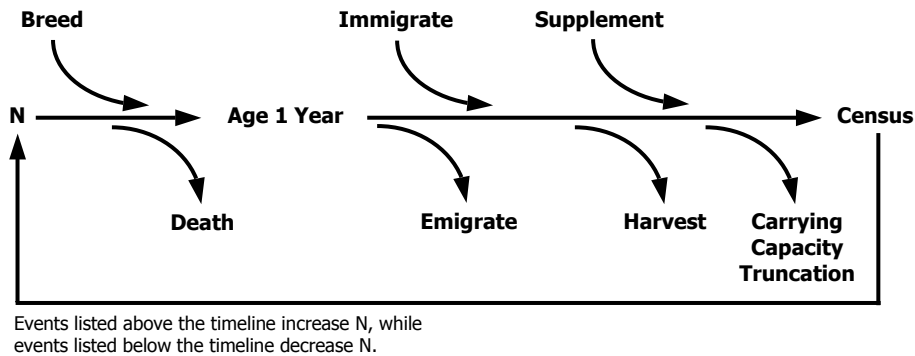 Breed
Immigrate
Supplement
N
Age 1 Year
Census
Death
Emigrate
Harvest
Carrying
Capacity
Truncation
Events listed above the timeline increase N, while
events listed below the timeline decrease N.